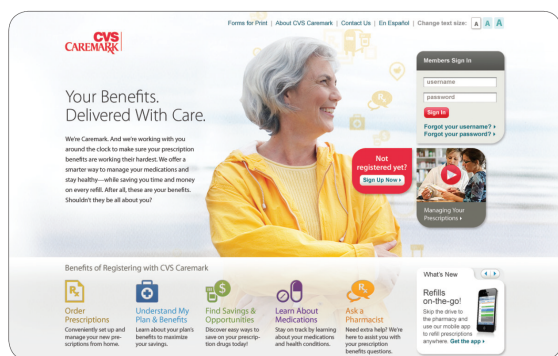 Forms for Print | About CVS Caremark | Contact Us | En Español | Change text size: A A A
CVS
CAREMARK
Members Sign In
username
password
Sign In
Forgot your username?
Forgot your password?
Your Benefits.
Delivered With Care.
We're Caremark. And we're working with you
around the clock to make sure your prescription
benefits are working their hardest. We offer a
smarter way to manage your medications and
stay healthy—while saving you time and money
on every refill. After all, these are your benefits.
Shouldn't they be all about you?
Not
registered yet?
Sign Up Now
Managing Your
Prescriptions
Benefits of Registering with CVS Caremark
Rx
Order
Prescriptions
Conveniently set up and
manage your new pre-
scriptions from home.
Understand My
Plan & Benefits
Learn about your plan's
benefits to maximize
your savings.
$
Find Savings &
Opportunities
Discover easy ways to
save on your prescrip-
tion drugs today!
Learn About
Medications
Stay on track by learning
about your medications
and health conditions.
Rx
Ask a
Pharmacist
Need extra help? We're
here to assist you with
your prescription
benefits questions.
What's New
Refills
on-the-go!
Skip the drive to
the pharmacy and
use our mobile app
to refill prescriptions
anywhere. Get the app